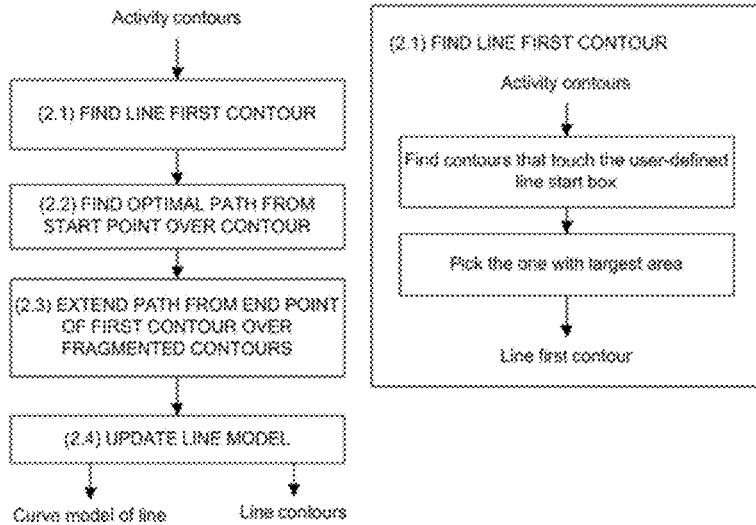 Activity contours
(2.1) FIND LINE FIRST CONTOUR
(2.2) FIND OPTIMAL PATH FROM
START POINT OVER CONTOUR
(2.3) EXTEND PATH FROM END POINT
OF FIRST CONTOUR OVER
FRAGMENTED CONTOURS
(2.4) UPDATE LINE MODEL
Curve model of line
Line contours
(2.1) FIND LINE FIRST CONTOUR
Activity contours
Find contours that touch the user-defined
line start box
Pick the one with largest area
Line first contour